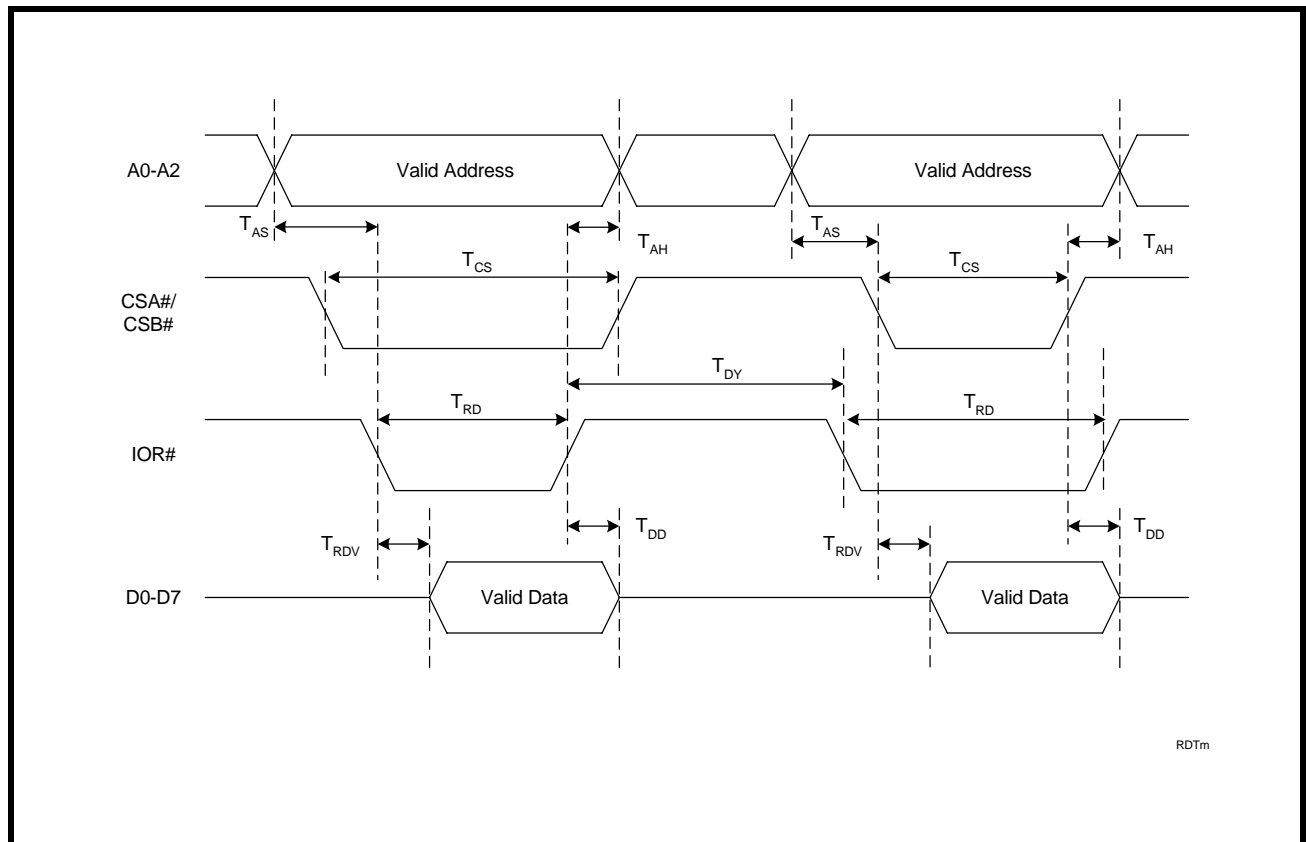 A0-A2
Valid Address
Valid Address
TAS
TAH
TAS
TAH
CSA#/
CSB#
TCS
TCS
TDY
IOR#
TRD
TRD
TRDV
TDD
TRDV
TDD
D0-D7
Valid Data
Valid Data
RDTm